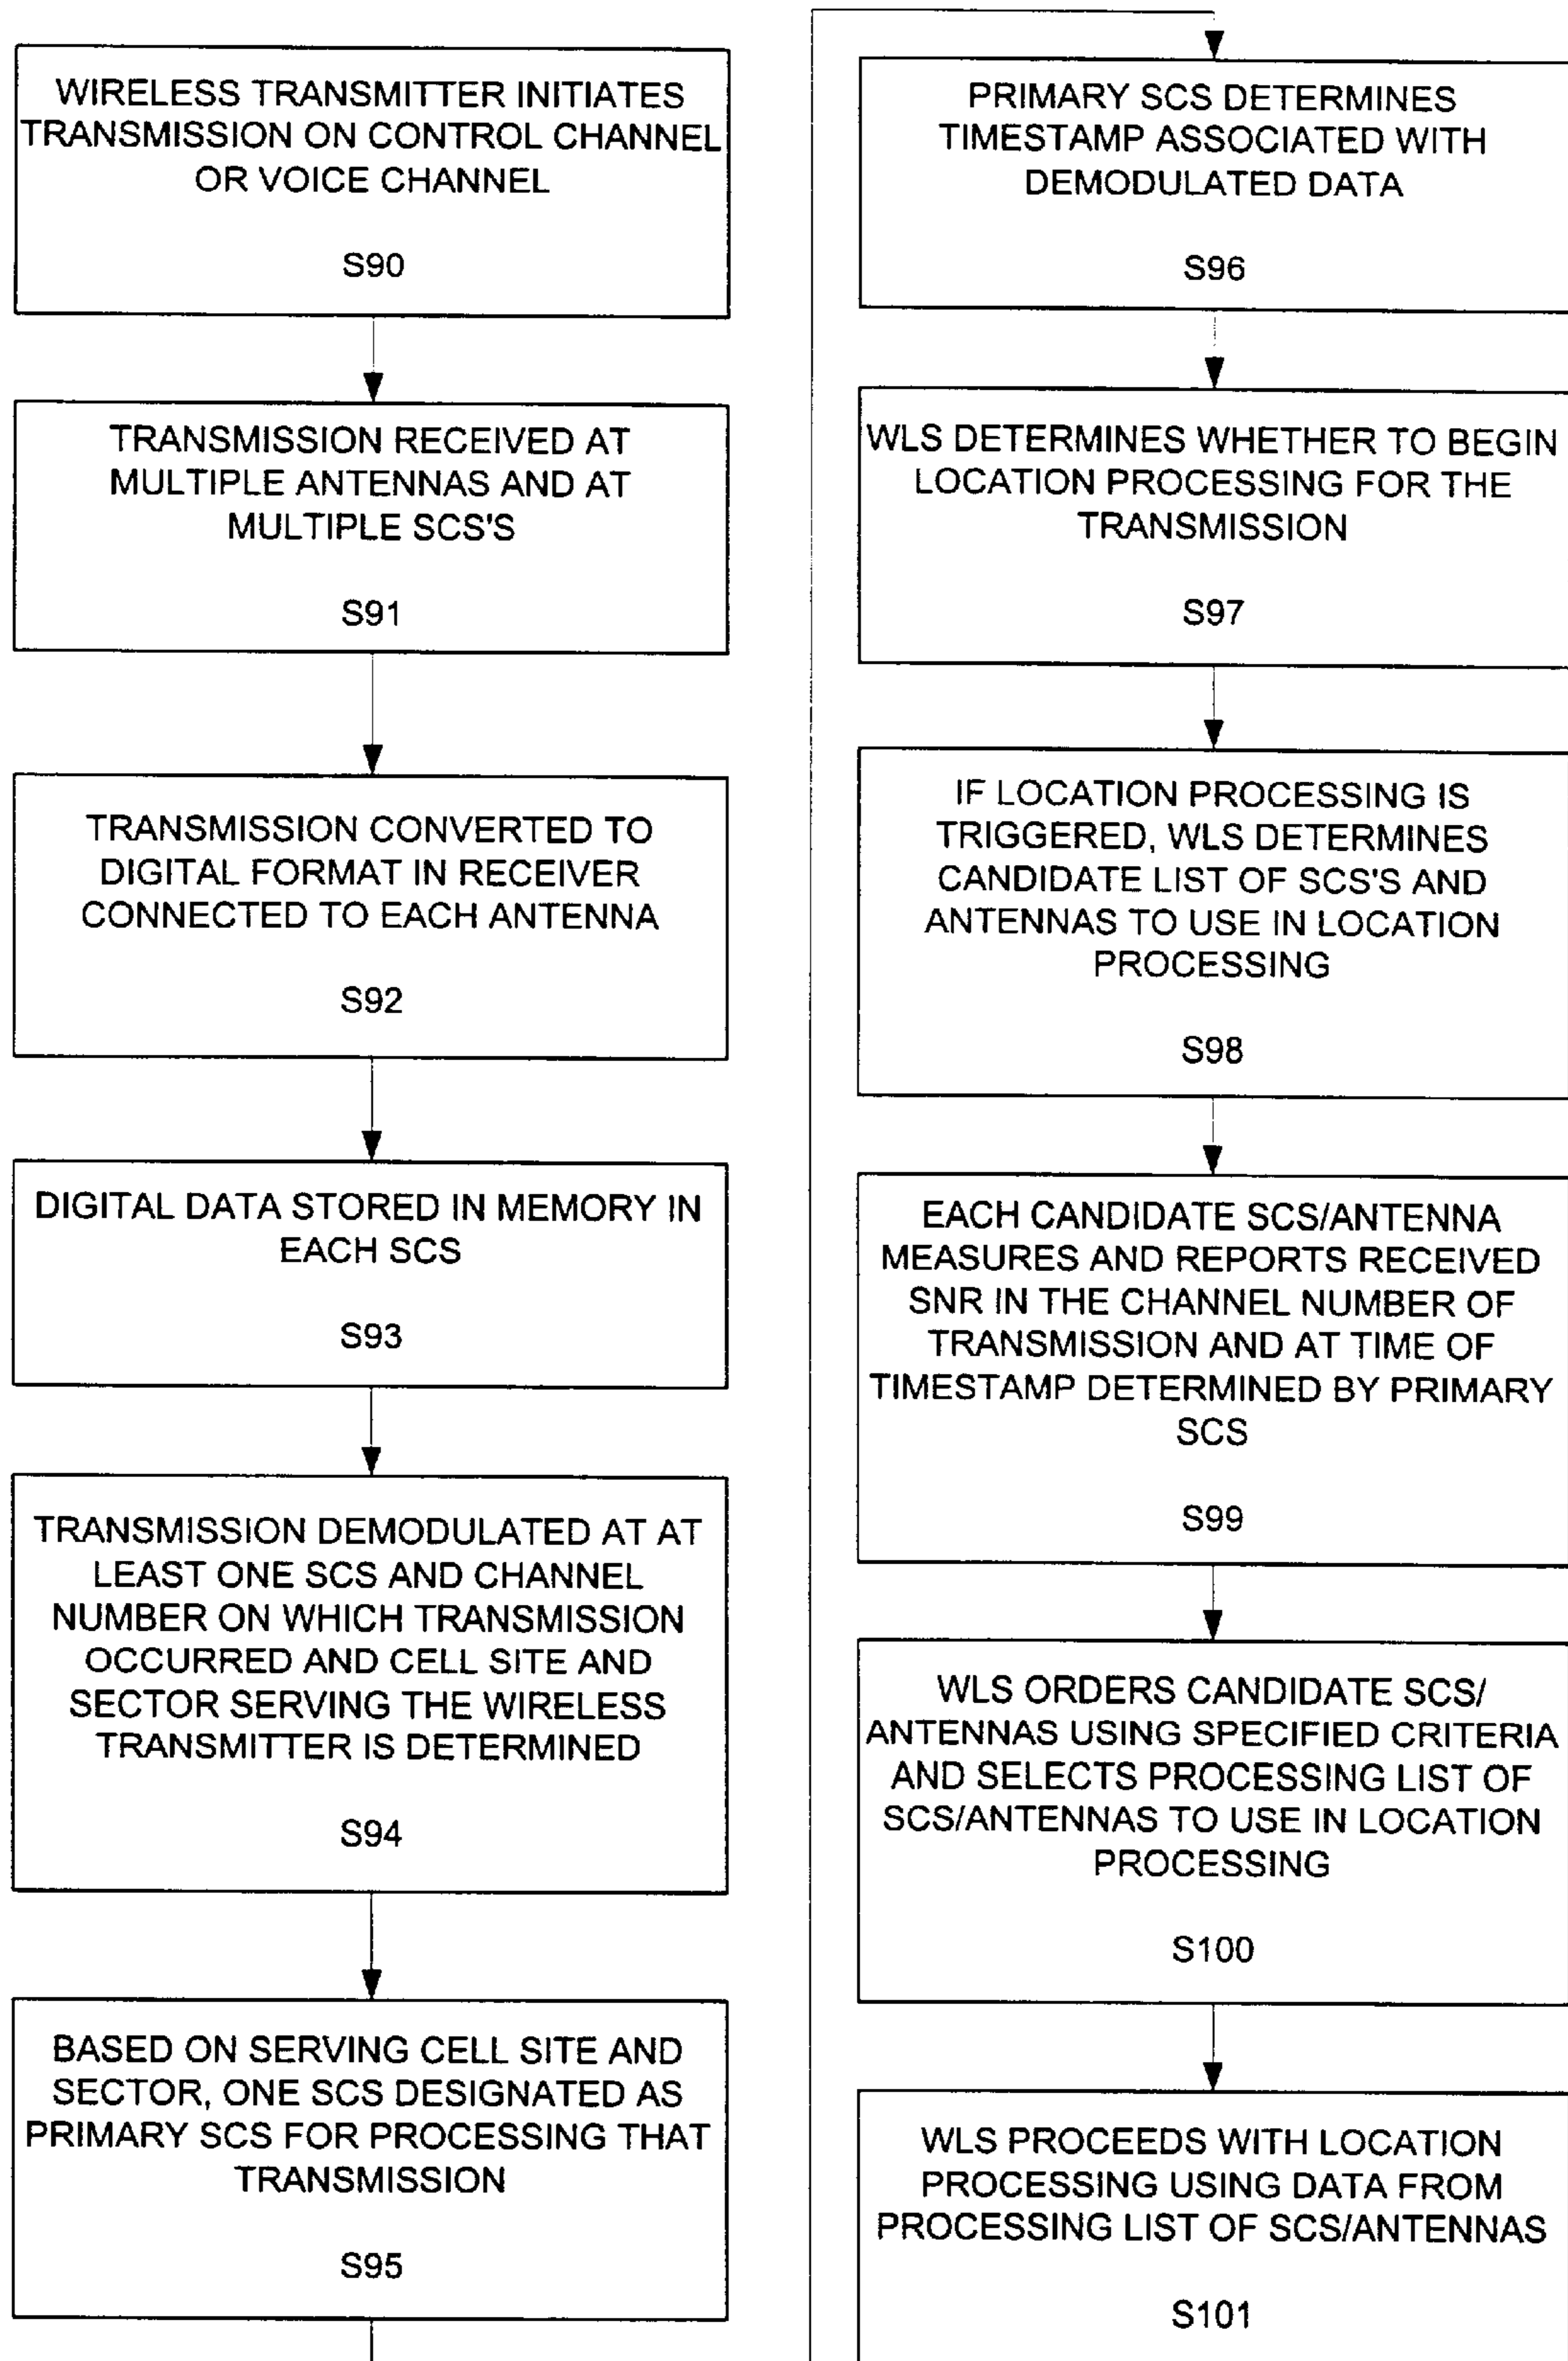 WIRELESS TRANSMITTER INITIATES
TRANSMISSION ON CONTROL CHANNEL
OR VOICE CHANNEL
S90
TRANSMISSION RECEIVED AT
MULTIPLE ANTENNAS AND AT
MULTIPLE SCS'S
S91
TRANSMISSION CONVERTED TO
DIGITAL FORMAT IN RECEIVER
CONNECTED TO EACH ANTENNA
S92
DIGITAL DATA STORED IN MEMORY IN
EACH SCS
S93
TRANSMISSION DEMODULATED AT AT
LEAST ONE SCS AND CHANNEL
NUMBER ON WHICH TRANSMISSION
OCCURRED AND CELL SITE AND
SECTOR SERVING THE WIRELESS
TRANSMITTER IS DETERMINED
S94
BASED ON SERVING CELL SITE AND
SECTOR, ONE SCS DESIGNATED AS
PRIMARY SCS FOR PROCESSING THAT
TRANSMISSION
S95
PRIMARY SCS DETERMINES
TIMESTAMP ASSOCIATED WITH
DEMODULATED DATA
S96
WLS DETERMINES WHETHER TO BEGIN
LOCATION PROCESSING FOR THE
TRANSMISSION
S97
IF LOCATION PROCESSING IS
TRIGGERED, WLS DETERMINES
CANDIDATE LIST OF SCS'S AND
ANTENNAS TO USE IN LOCATION
PROCESSING
S98
EACH CANDIDATE SCS/ANTENNA
MEASURES AND REPORTS RECEIVED
SNR IN THE CHANNEL NUMBER OF
TRANSMISSION AND AT TIME OF
TIMESTAMP DETERMINED BY PRIMARY
SCS
S99
WLS ORDERS CANDIDATE SCS/
ANTENNAS USING SPECIFIED CRITERIA
AND SELECTS PROCESSING LIST OF
SCS/ANTENNAS TO USE IN LOCATION
PROCESSING
S100
WLS PROCEEDS WITH LOCATION
PROCESSING USING DATA FROM
PROCESSING LIST OF SCS/ANTENNAS
S101